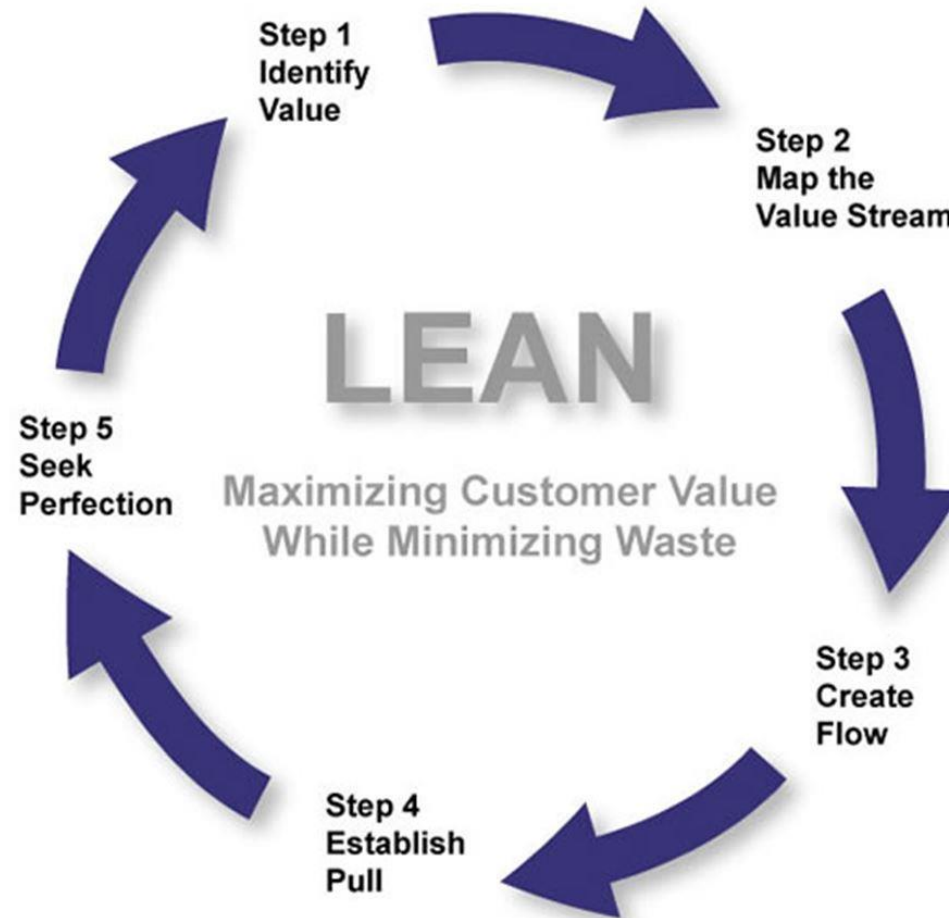 Step 1
Identify
Value
Step 2
Map the
Value Stream
LEAN
Maximizing Customer Value
While Minimizing Waste
Step 3
Create
Flow
Step 4
Establish
Pull
Step 5
Seek
Perfection